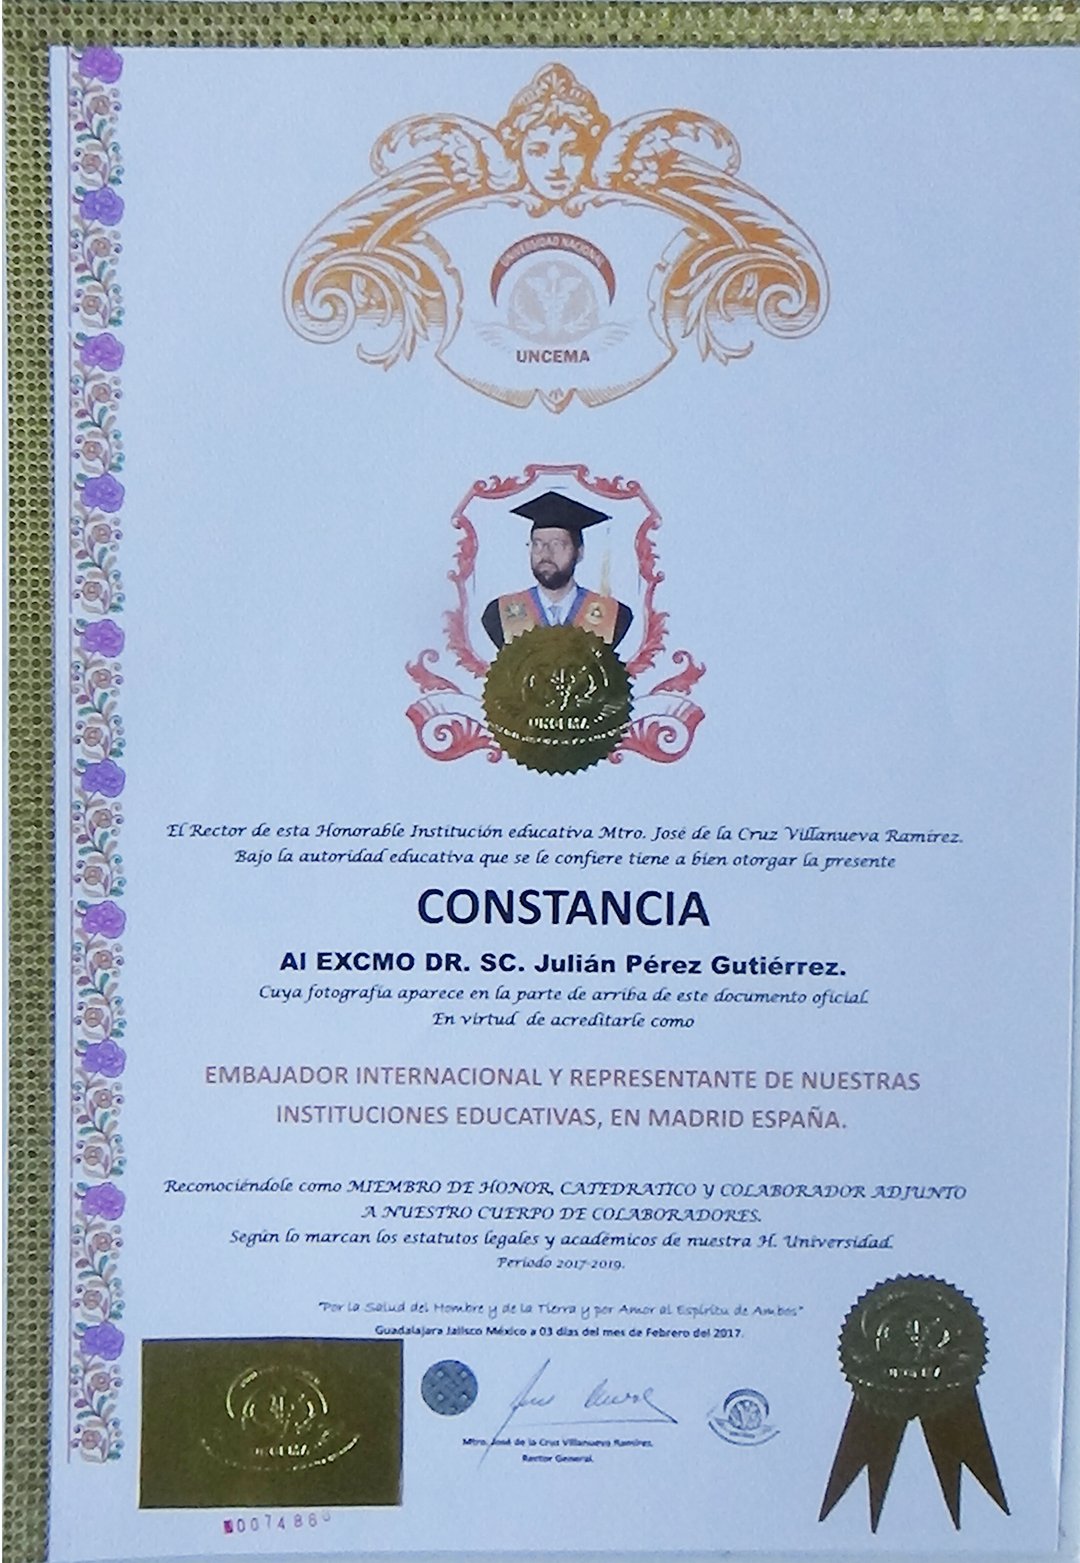 UNIVERSIDAD NACIONAL
UNCEMA
UNCEMA
El Rector de esta Honorable Institución educativa Mtro. José de la Cruz Villanueva Ramírez.
Bajo la autoridad educativa que se le confiere tiene a bien otorgar la presente
CONSTANCIA
Al EXCMO DR. SC. Julián Pérez Gutiérrez.
Cuya fotografía aparece en la parte de arriba de este documento oficial.
En virtud de acreditarle como
EMBAJADOR INTERNACIONAL Y REPRESENTANTE DE NUESTRAS
INSTITUCIONES EDUCATIVAS, EN MADRID ESPAÑA.
Reconociéndole como MIEMBRO DE HONOR, CATEDRATICO Y COLABORADOR ADJUNTO
A NUESTRO CUERPO DE COLABORADORES.
Según lo marcan los estatutos legales y académicos de nuestra H. Universidad.
Período 2017-2019.
"Por la Salud del Hombre y de la Tierra y por Amor al Espíritu de Ambos"
Guadalajara Jalisco México a 03 días del mes de Febrero del 2017.
UNCEMA
UNCEMA
Mtro. José de la Cruz Villanueva Ramírez.
Rector General.